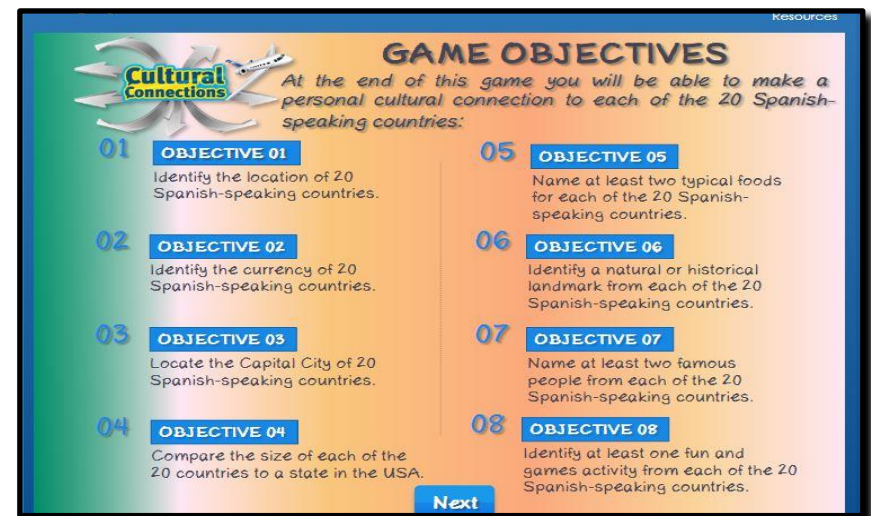 Resources
Cultural
Connections
GAME OBJECTIVES
At the end of this game you will be able to make a
personal cultural connection to each of the 20 Spanish-
speaking countries:
01 OBJECTIVE 01
Identify the location of 20
Spanish-speaking countries.
02 OBJECTIVE 02
Identify the currency of 20
Spanish-speaking countries.
03 OBJECTIVE 03
Locate the Capital City of 20
Spanish-speaking countries.
04 OBJECTIVE 04
Compare the size of each of the
20 countries to a state in the USA.
05 OBJECTIVE 05
Name at least two typical foods
for each of the 20 Spanish-
speaking countries.
06 OBJECTIVE 06
Identify a natural or historical
landmark from each of the 20
Spanish-speaking countries.
07 OBJECTIVE 07
Name at least two famous
people from each of the 20
Spanish-speaking countries.
08 OBJECTIVE 08
Identify at least one fun and
games activity from each of the 20
Spanish-speaking countries.
Next